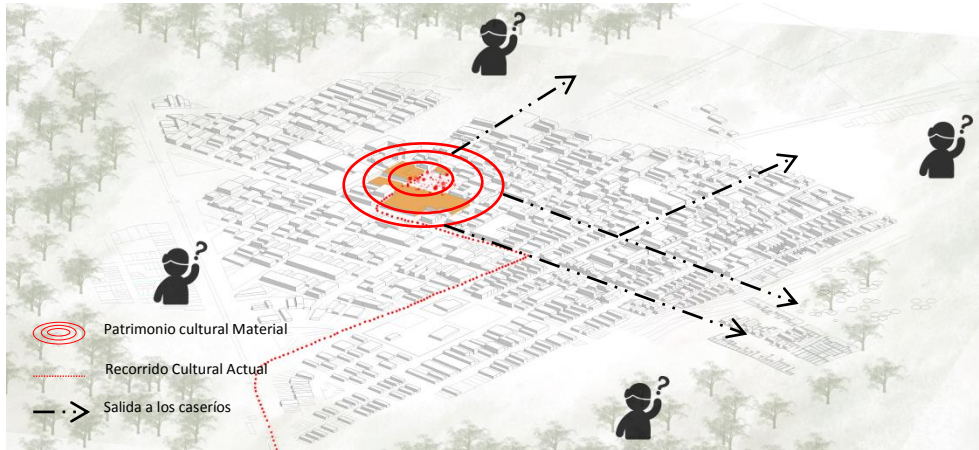 ?
?
?
?
Patrimonio cultural Material
Recorrido Cultural Actual
Salida a los caseríos